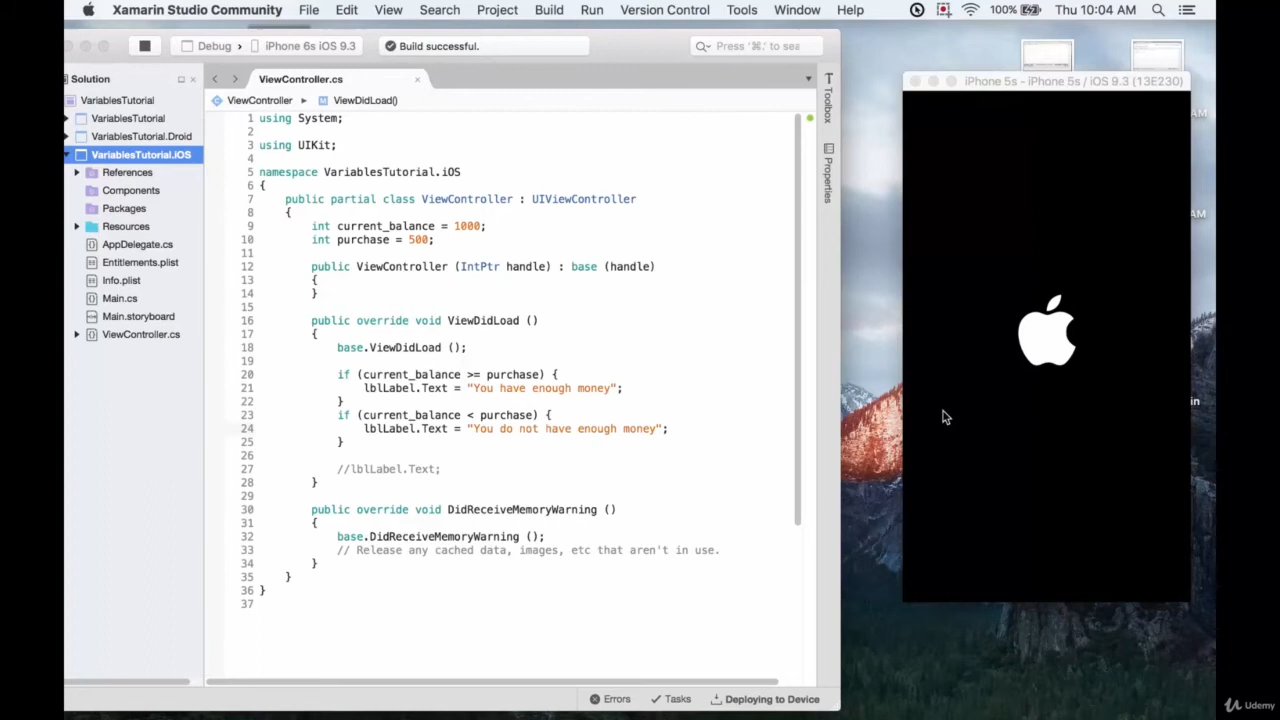 Xamarin Studio Community File Edit View Search Project Build Run Version Control Tools Window Help 100% Thu 10:04 AM
Debug iPhone 6s iOS 9.3 Build successful. Press '⌘.' to sea
Solution
VariablesTutorial
VariablesTutorial
VariablesTutorial.Droid
VariablesTutorial.iOS
References
Components
Packages
Resources
AppDelegate.cs
Entitlements.plist
Info.plist
Main.cs
Main.storyboard
ViewController.cs
ViewController.cs
ViewController ViewDidLoad()
1 using System;
2
3 using UIKit;
4
5 namespace VariablesTutorial.iOS
6 {
7 public partial class ViewController : UIViewController
8 {
9 int current_balance = 1000;
10 int purchase = 500;
11
12 public ViewController (IntPtr handle) : base (handle)
13 {
14 }
15
16 public override void ViewDidLoad ()
17 {
18 base.ViewDidLoad ();
19
20 if (current_balance >= purchase) {
21 lblLabel.Text = "You have enough money";
22 }
23 if (current_balance < purchase) {
24 lblLabel.Text = "You do not have enough money";
25 }
26
27 //lblLabel.Text;
28 }
29
30 public override void DidReceiveMemoryWarning ()
31 {
32 base.DidReceiveMemoryWarning ();
33 // Release any cached data, images, etc that aren't in use.
34 }
35 }
36 }
37
Toolbox
Properties
Errors Tasks Deploying to Device
iPhone 5s - iPhone 5s / iOS 9.3 (13E230)
AM
AM
in
Udemy